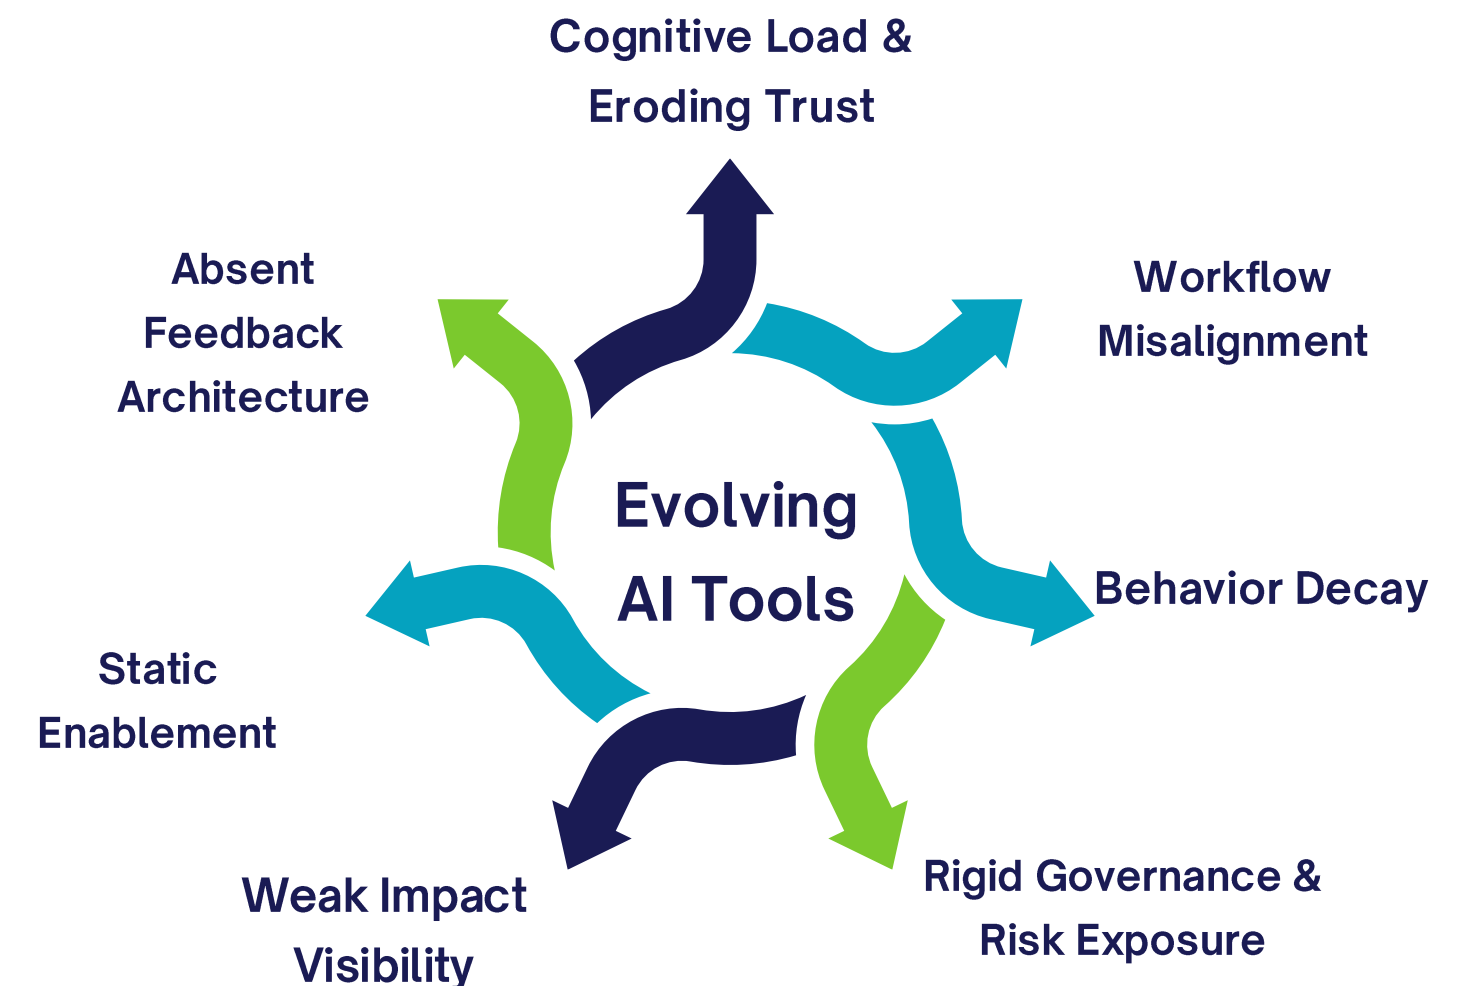 Cognitive Load &
Eroding Trust
Workflow
Misalignment
Behavior Decay
Rigid Governance &
Risk Exposure
Weak Impact
Visibility
Static
Enablement
Absent
Feedback
Architecture
Evolving
AI Tools